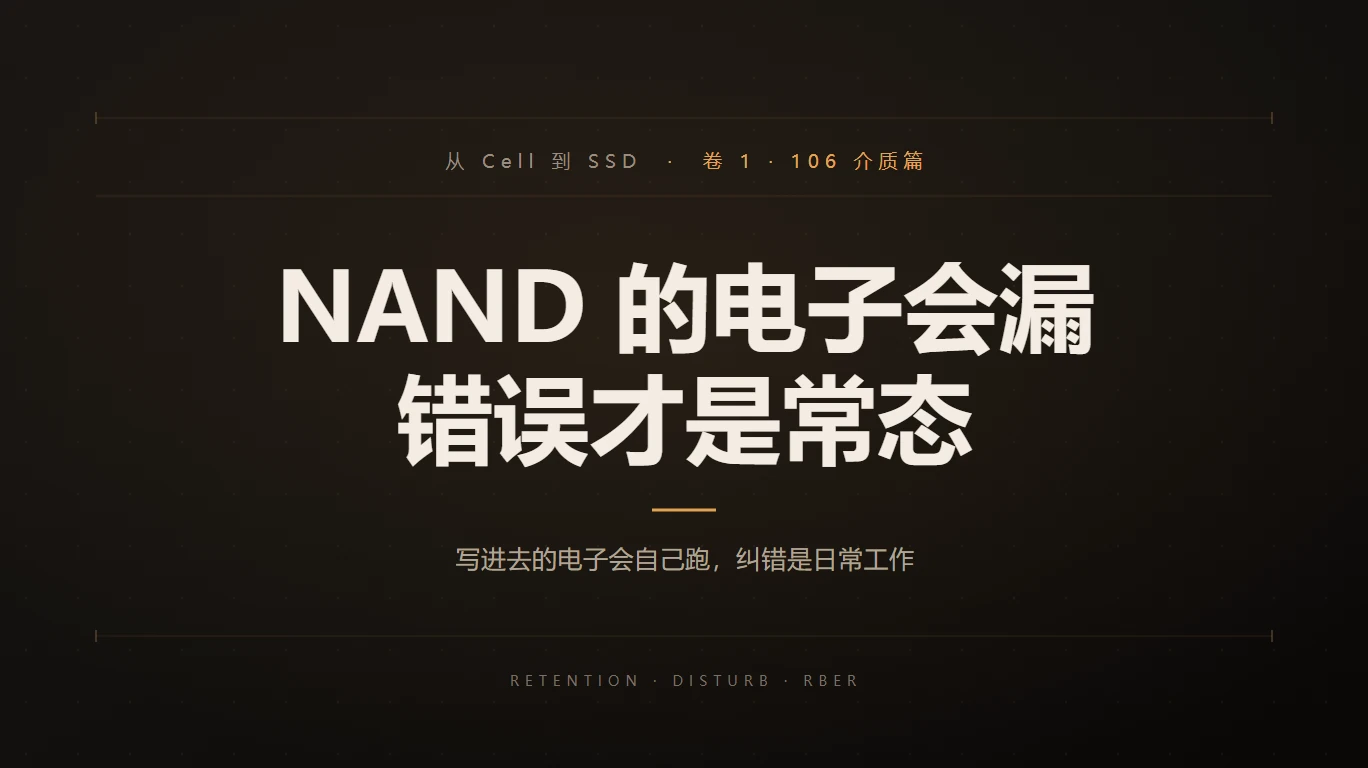 从 Cell 到 SSD · 卷 1 · 106 介质篇
NAND 的电子会漏
错误才是常态
写进去的电子会自己跑，纠错是日常工作
RETENTION · DISTURB · RBER